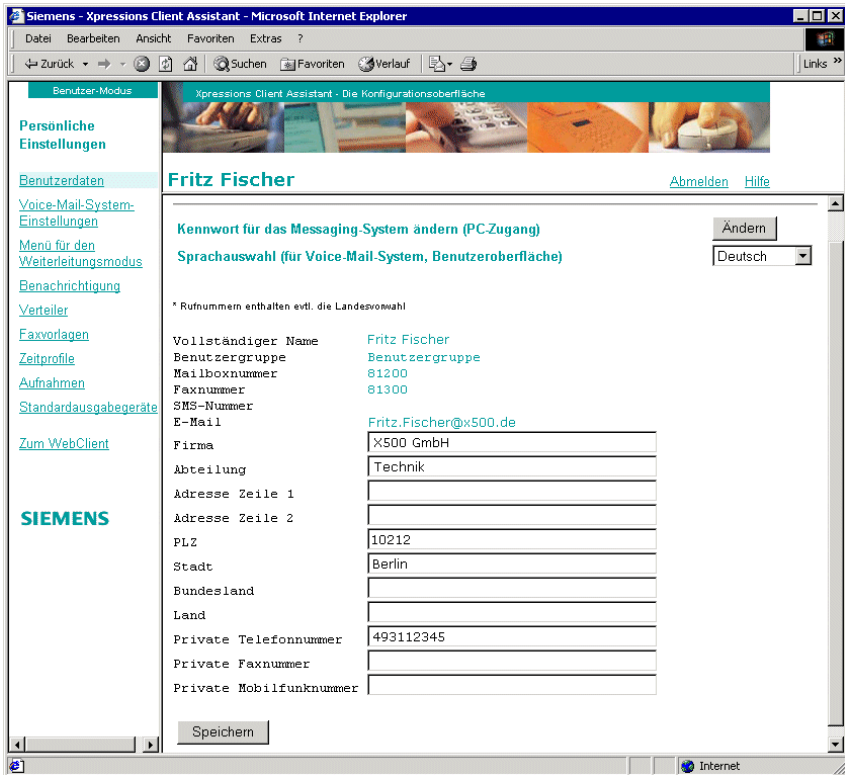 Siemens - Xpressions Client Assistant - Microsoft Internet Explorer
Datei Bearbeiten Ansicht Favoriten Extras ?
Zurück Suchen Favoriten Verlauf Links »
Benutzer-Modus
Xpressions Client Assistant - Die Konfigurationsoberfläche
Persönliche
Einstellungen
Benutzerdaten
Voice-Mail-System-
Einstellungen
Menü für den
Weiterleitungsmodus
Benachrichtigung
Verteiler
Faxvorlagen
Zeitprofile
Aufnahmen
Standardausgabegeräte
Zum WebClient
SIEMENS
Fritz Fischer
Abmelden Hilfe
Kennwort für das Messaging-System ändern (PC-Zugang) Ändern
Sprachauswahl (für Voice-Mail-System, Benutzeroberfläche) Deutsch
* Rufnummern enthalten evtl. die Landesvorwahl
Vollständiger Name Fritz Fischer
Benutzergruppe Benutzergruppe
Mailboxnummer 81200
Faxnummer 81300
SMS-Nummer
E-Mail Fritz.Fischer@x500.de
Firma X500 GmbH
Abteilung Technik
Adresse Zeile 1
Adresse Zeile 2
PLZ 10212
Stadt Berlin
Bundesland
Land
Private Telefonnummer 493112345
Private Faxnummer
Private Mobilfunknummer
Speichern
Internet